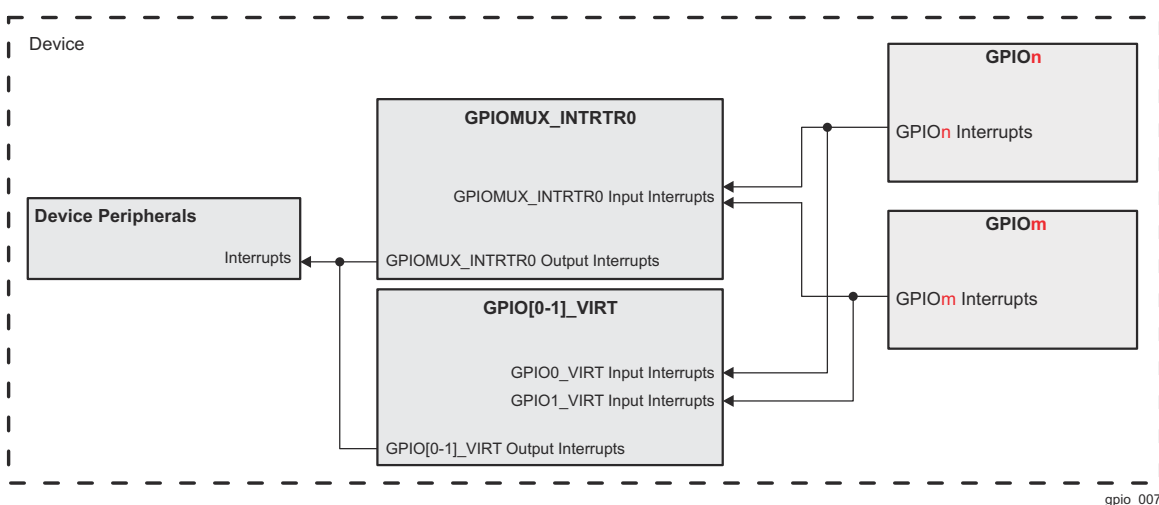 Device
GPIOn
GPIOMUX_INTRTR0
GPIOn Interrupts
GPIOMUX_INTRTR0 Input Interrupts
Device Peripherals
GPIOm
Interrupts
GPIOMUX_INTRTR0 Output Interrupts
GPIOm Interrupts
GPIO[0-1]_VIRT
GPIO0_VIRT Input Interrupts
GPIO1_VIRT Input Interrupts
GPIO[0-1]_VIRT Output Interrupts
gpio_007